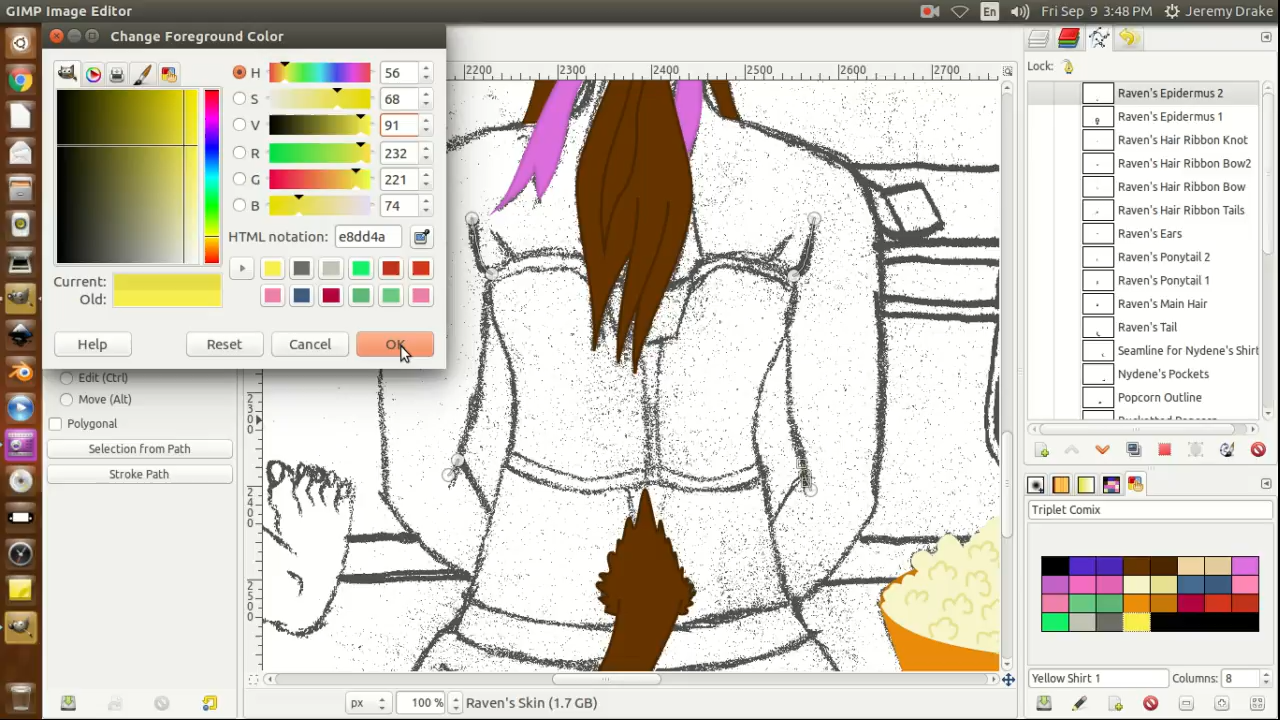 GIMP Image Editor
En
Fri Sep 9 3:48 PM
Jeremy Drake
Change Foreground Color
H 56
S 68
V 91
R 232
G 221
B 74
HTML notation: e8dd4a
Current:
Old:
Help
Reset
Cancel
OK
Edit (Ctrl)
Move (Alt)
Polygonal
Selection from Path
Stroke Path
2200
2300
2400
2500
2600
2700
px
100 %
Raven's Skin (1.7 GB)
Lock:
Raven's Epidermus 2
Raven's Epidermus 1
Raven's Hair Ribbon Knot
Raven's Hair Ribbon Bow2
Raven's Hair Ribbon Bow
Raven's Hair Ribbon Tails
Raven's Ears
Raven's Ponytail 2
Raven's Ponytail 1
Raven's Main Hair
Raven's Tail
Seamline for Nydene's Shirt
Nydene's Pockets
Popcorn Outline
Triplet Comix
Yellow Shirt 1
Columns: 8